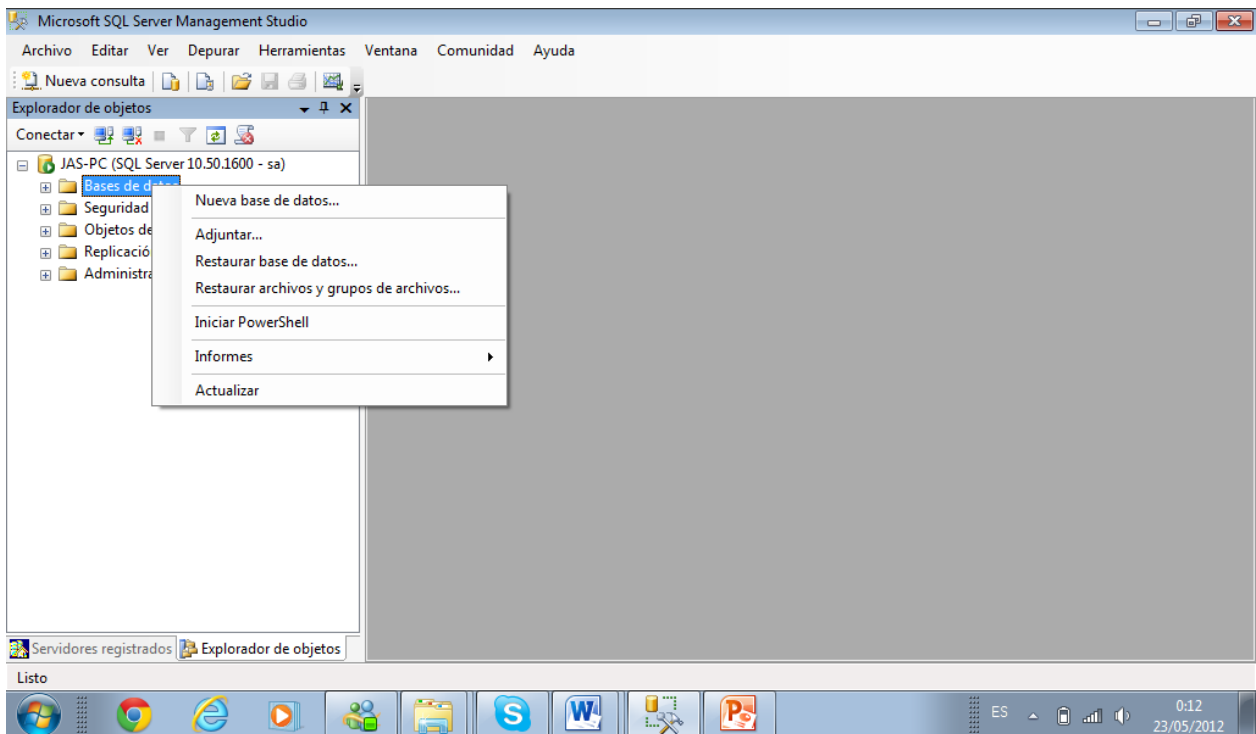 Microsoft SQL Server Management Studio
Archivo Editar Ver Depurar Herramientas Ventana Comunidad Ayuda
Nueva consulta
Explorador de objetos
Conectar
JAS-PC (SQL Server 10.50.1600 - sa)
Bases de datos
Seguridad
Objetos de
Replicació
Administra
Nueva base de datos...
Adjuntar...
Restaurar base de datos...
Restaurar archivos y grupos de archivos...
Iniciar PowerShell
Informes
Actualizar
Servidores registrados Explorador de objetos
Listo
ES
0:12
23/05/2012